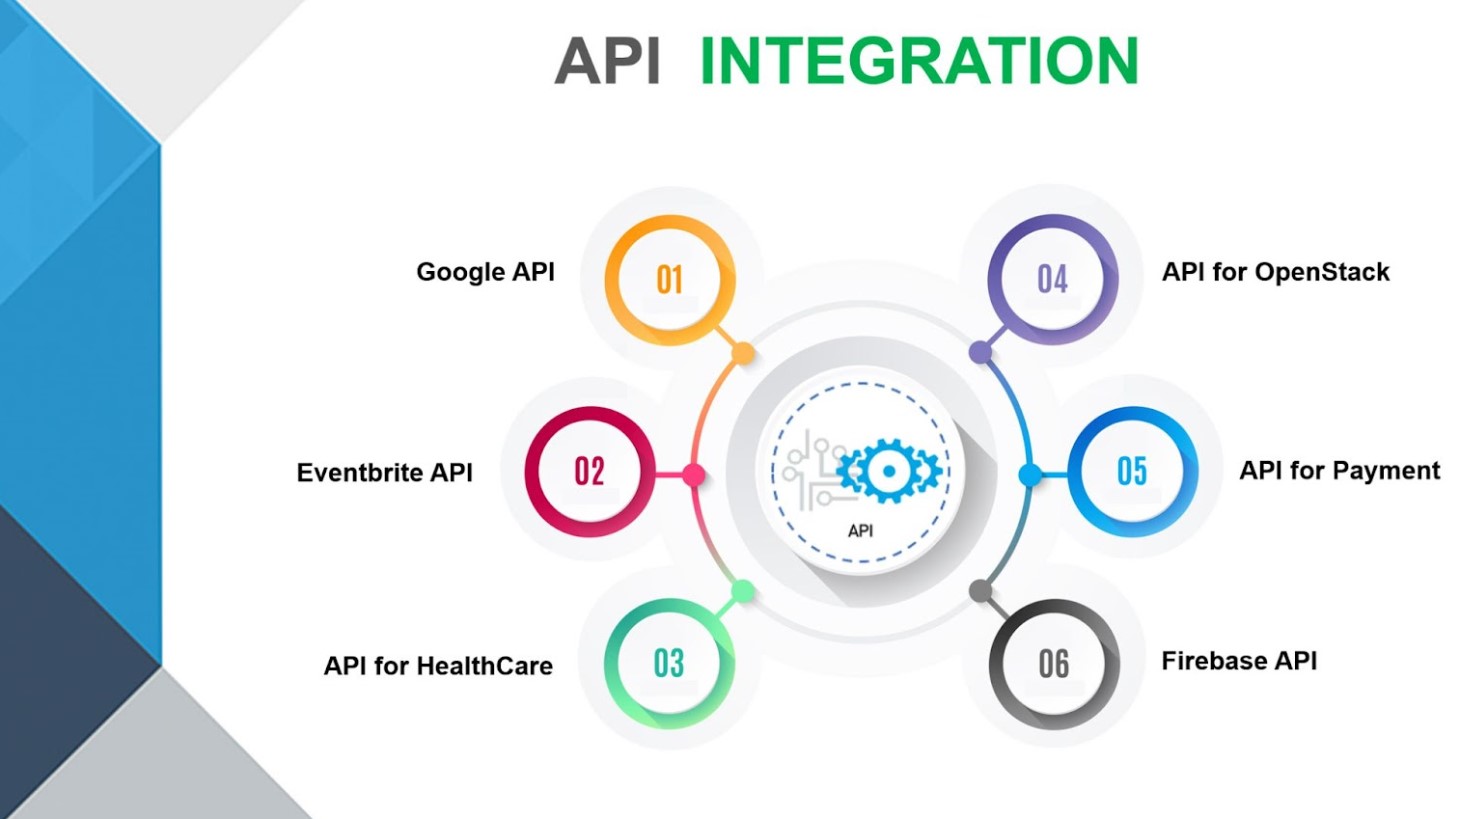 API INTEGRATION
01
Google API
02
Eventbrite API
03
API for HealthCare
API
04
API for OpenStack
05
API for Payment
06
Firebase API